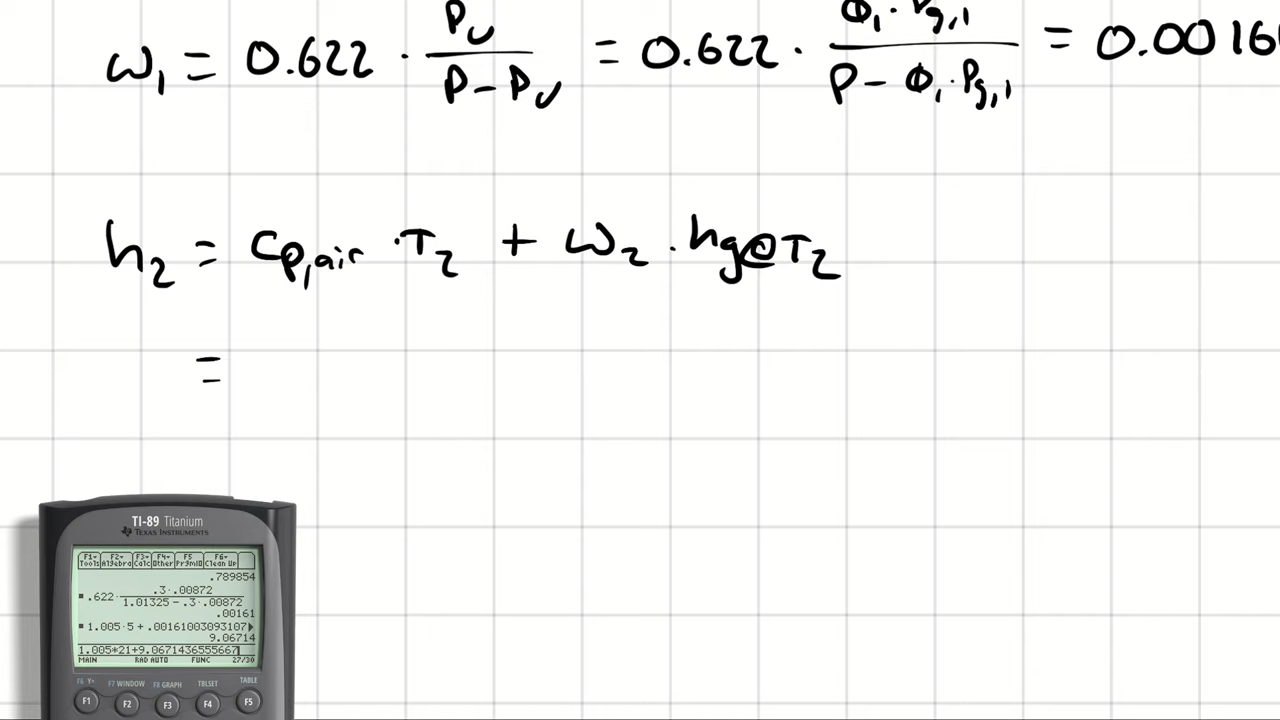 ω₁ = 0.622 · Pᵥ / (P − Pᵥ) = 0.622 · Φ₁ · P_g,1 / (P − Φ₁ · P_g,1) = 0.0016
h₂ = C_p,air · T₂ + ω₂ · h_g@T₂
=
TI-89 Titanium
TEXAS INSTRUMENTS
F1 F2 F3 F4 F5 F6
Tools Algebra Calc Other PrgmIO Clean Up
.789854
.622 · .3·.00872 / 1.01325 − .3·.00872
.00161
1.005·5 + .00161003093107
9.06714
1.005*21+9.0671436555667
MAIN RAD AUTO FUNC 27/30
F6 Y= F7 WINDOW F8 GRAPH TBLSET TABLE
F1 F2 F3 F4 F5